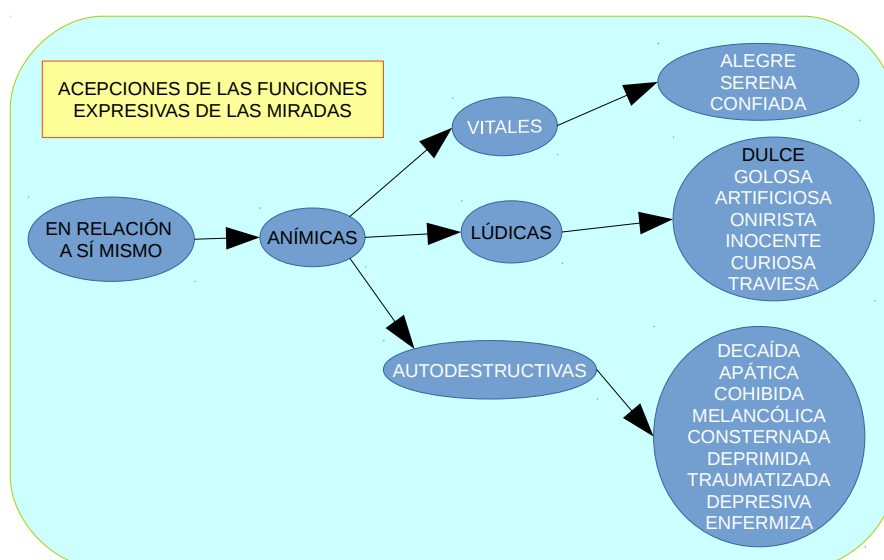 ACEPCIONES DE LAS FUNCIONES
EXPRESIVAS DE LAS MIRADAS
EN RELACIÓN
A SÍ MISMO
ANÍMICAS
VITALES
ALEGRE
SERENA
CONFIADA
LÚDICAS
DULCE
GOLOSA
ARTIFICIOSA
ONIRISTA
INOCENTE
CURIOSA
TRAVIESA
AUTODESTRUCTIVAS
DECAÍDA
APÁTICA
COHIBIDA
MELANCÓLICA
CONSTERNADA
DEPRIMIDA
TRAUMATIZADA
DEPRESIVA
ENFERMIZA